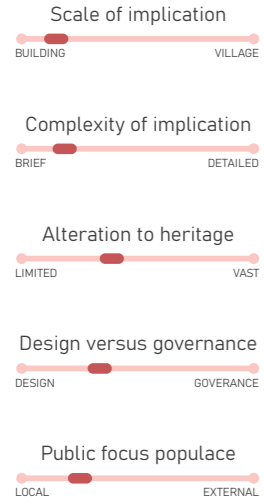 Scale of implication
BUILDING VILLAGE
Complexity of implication
BRIEF DETAILED
Alteration to heritage
LIMITED VAST
Design versus governance
DESIGN GOVERANCE
Public focus populace
LOCAL EXTERNAL